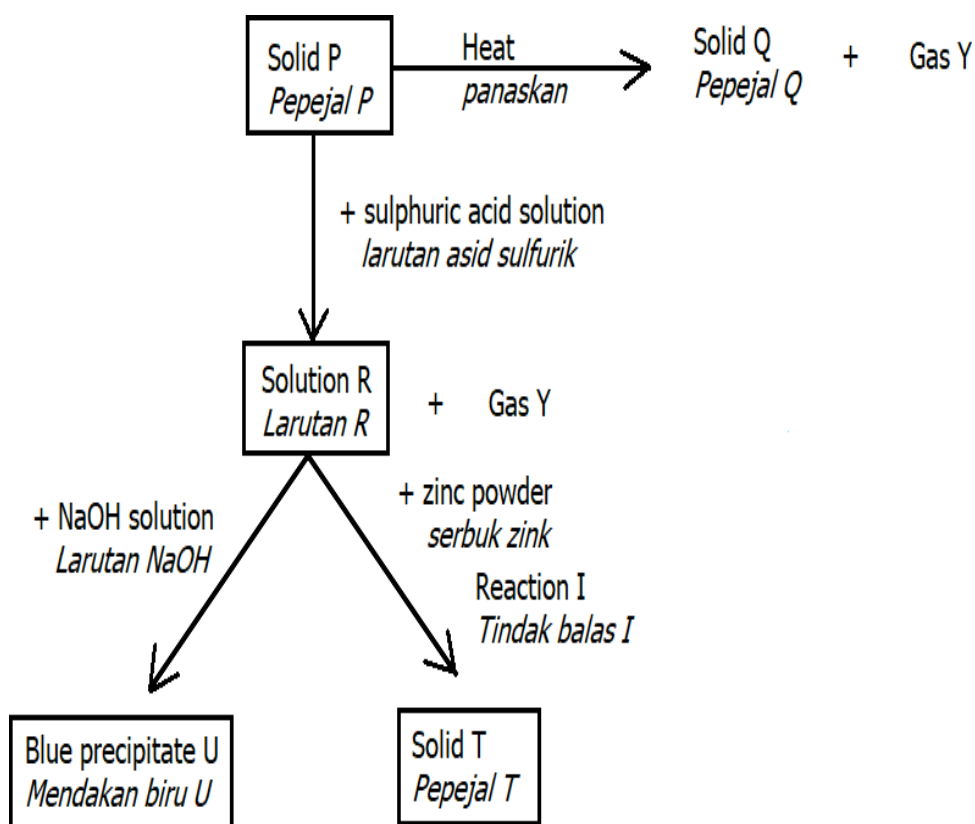 Solid P
Pepejal P
Heat
panaskan
Solid Q
Pepejal Q
+ Gas Y
+ sulphuric acid solution
larutan asid sulfurik
Solution R
Larutan R
+ Gas Y
+ NaOH solution
Larutan NaOH
+ zinc powder
serbuk zink
Reaction I
Tindak balas I
Blue precipitate U
Mendakan biru U
Solid T
Pepejal T